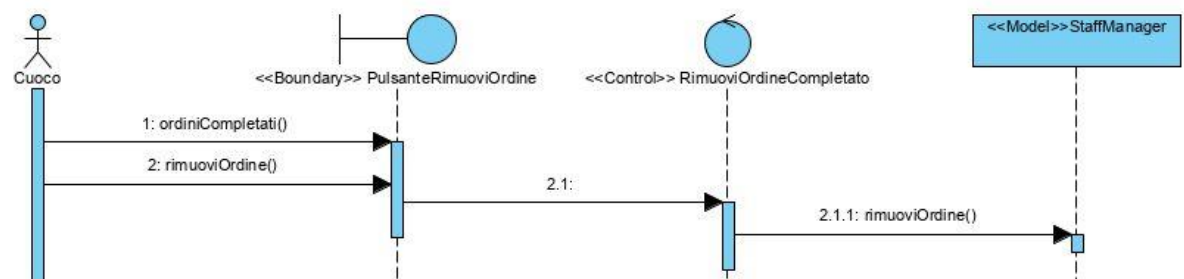 <<Model>>StaffManager
Cuoco
<<Boundary>> PulsanteRimuoviOrdine
<<Control>> RimuoviOrdineCompletato
1: ordiniCompletati()
2: rimuoviOrdine()
2.1:
2.1.1: rimuoviOrdine()